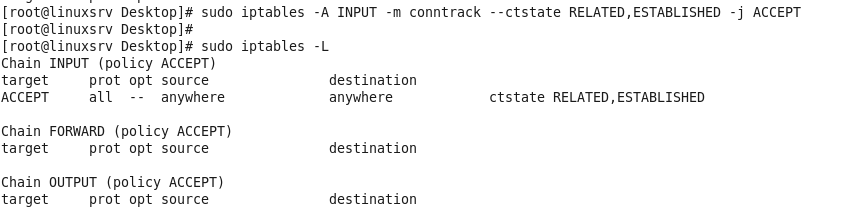 [root@linuxsrv Desktop]# sudo iptables -A INPUT -m conntrack --ctstate RELATED,ESTABLISHED -j ACCEPT
[root@linuxsrv Desktop]#
[root@linuxsrv Desktop]# sudo iptables -L
Chain INPUT (policy ACCEPT)
target     prot opt source               destination
ACCEPT     all  --  anywhere             anywhere            ctstate RELATED,ESTABLISHED

Chain FORWARD (policy ACCEPT)
target     prot opt source               destination

Chain OUTPUT (policy ACCEPT)
target     prot opt source               destination